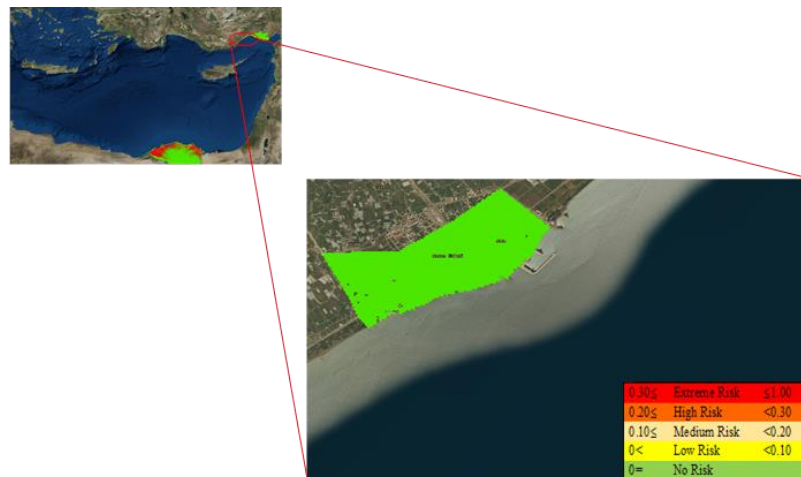 0.30≤ Extreme Risk ≤1.00
0.20≤ High Risk <0.30
0.10≤ Medium Risk <0.20
0< Low Risk <0.10
0= No Risk